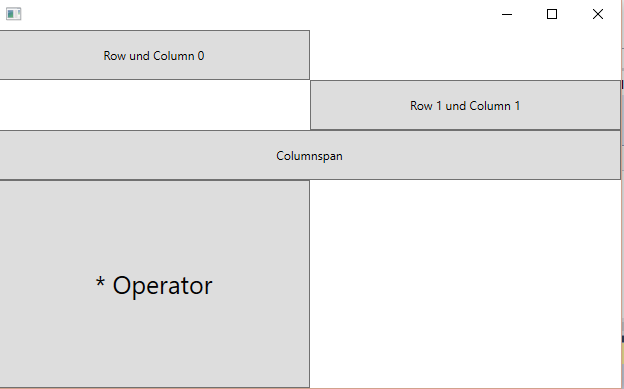 Row und Column 0
Row 1 und Column 1
Columnspan
* Operator